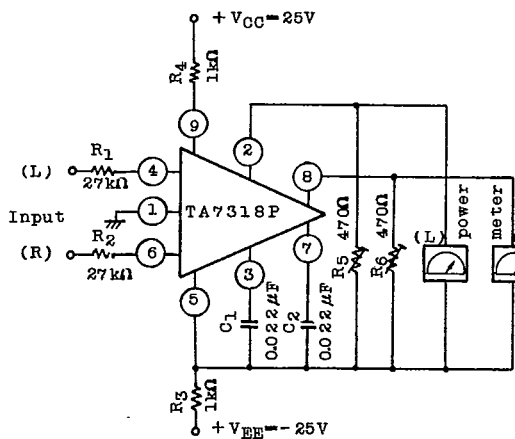 + VCC=25V
R4
1kΩ
9
2
8
(L)
R1
4
27kΩ
Input
1
TA7318P
(R)
R2
6
27kΩ
7
3
5
C1
0.022μF
C2
0.022μF
R5
470Ω
R6
470Ω
(L)
power
meter
R3
1kΩ
+ VEE=-25V